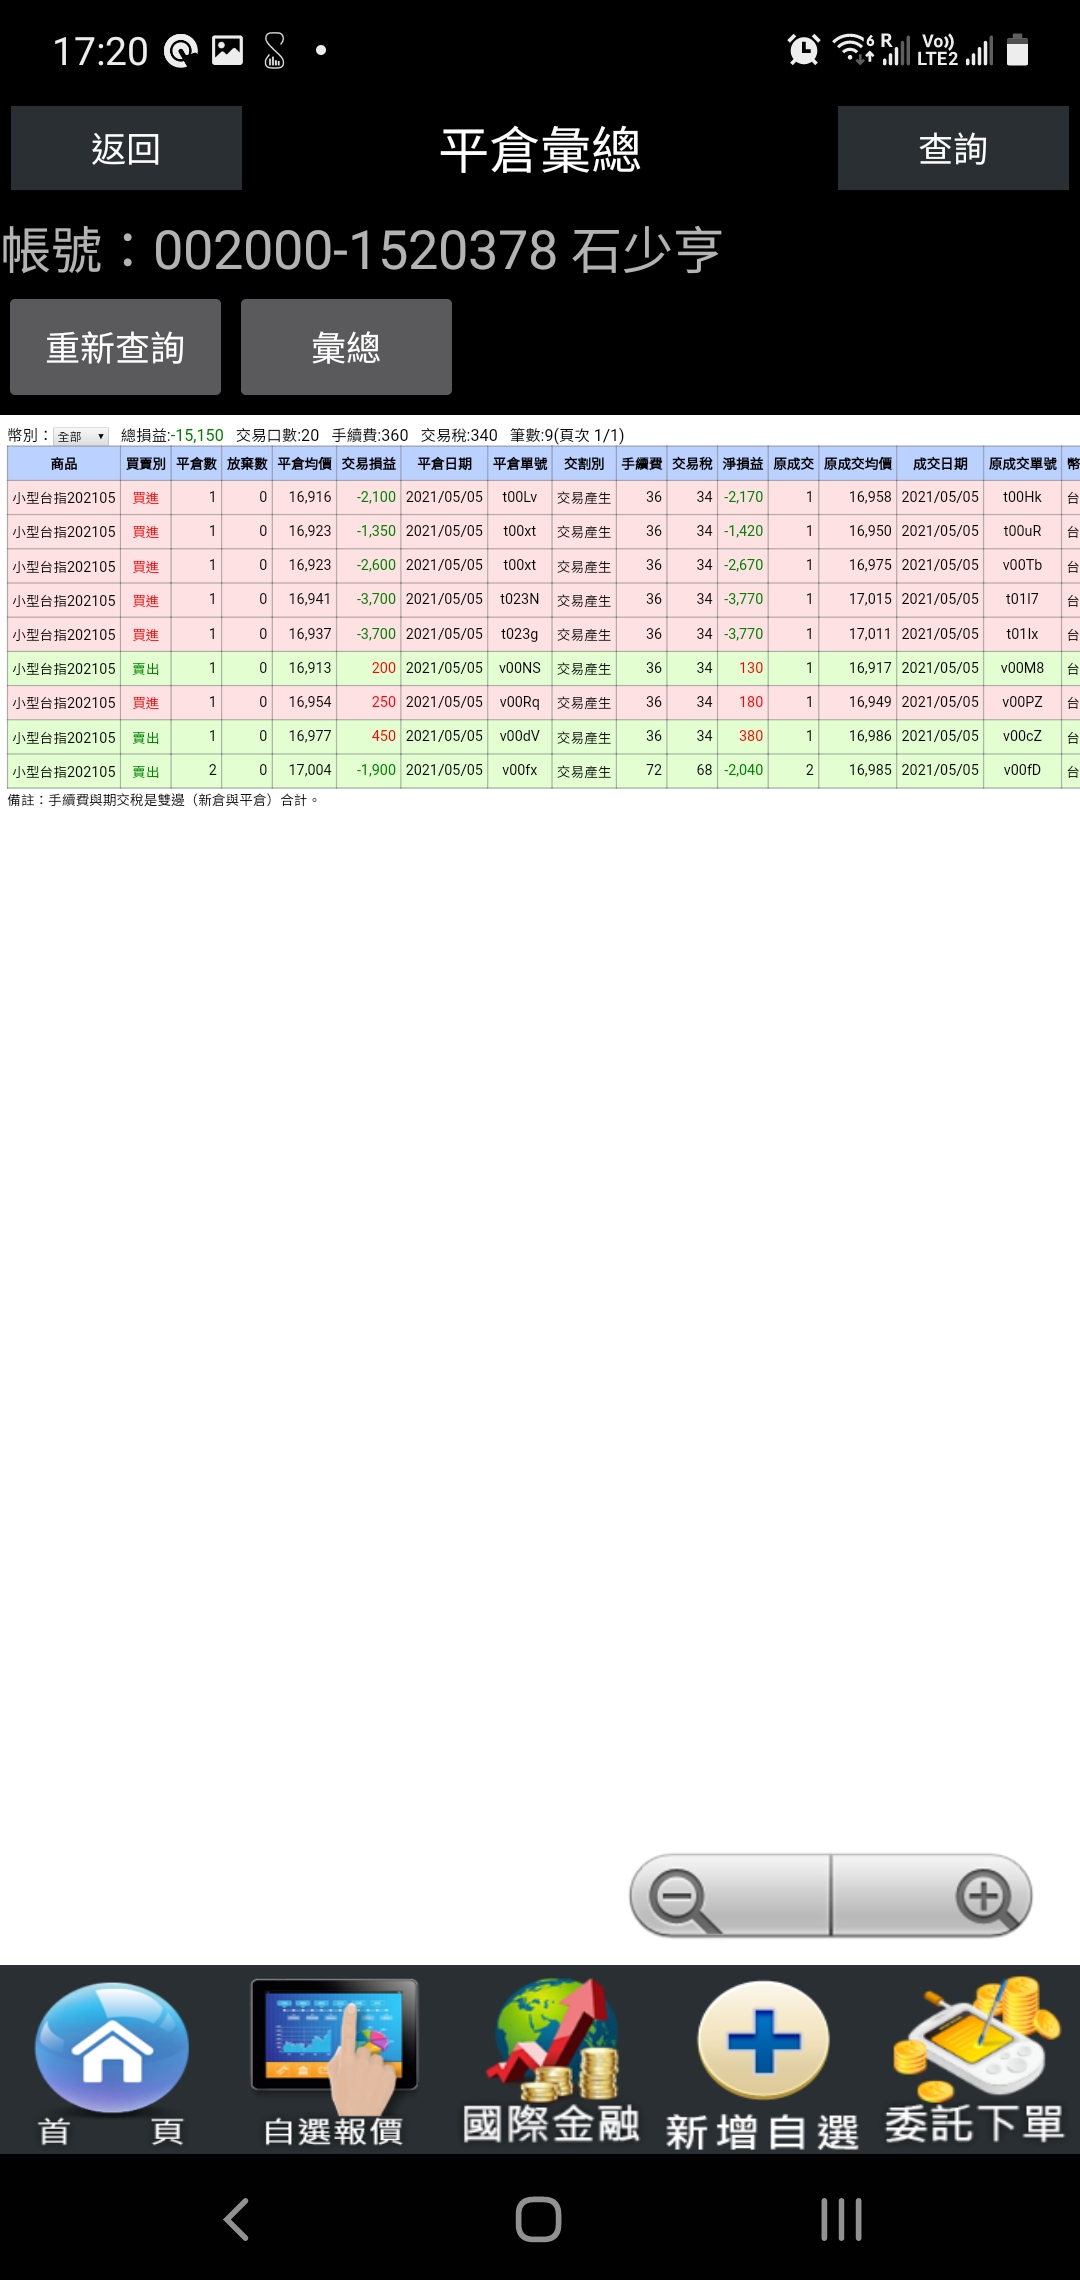 17:20 6 R Vo)) LTE2
返回 平倉彙總 查詢
帳號：002000-1520378 石少亨
重新查詢 彙總
幣別：全部 總損益:-15,150 交易口數:20 手續費:360 交易稅:340 筆數:9(頁次 1/1)
商品 買賣別 平倉數 放棄數 平倉均價 交易損益 平倉日期 平倉單號 交割別 手續費 交易稅 淨損益 原成交 原成交均價 成交日期 原成交單號 幣
小型台指202105 買進 1 0 16,916 -2,100 2021/05/05 t00Lv 交易產生 36 34 -2,170 1 16,958 2021/05/05 t00Hk 台
小型台指202105 買進 1 0 16,923 -1,350 2021/05/05 t00xt 交易產生 36 34 -1,420 1 16,950 2021/05/05 t00uR 台
小型台指202105 買進 1 0 16,923 -2,600 2021/05/05 t00xt 交易產生 36 34 -2,670 1 16,975 2021/05/05 v00Tb 台
小型台指202105 買進 1 0 16,941 -3,700 2021/05/05 t023N 交易產生 36 34 -3,770 1 17,015 2021/05/05 t01I7 台
小型台指202105 買進 1 0 16,937 -3,700 2021/05/05 t023g 交易產生 36 34 -3,770 1 17,011 2021/05/05 t01Ix 台
小型台指202105 賣出 1 0 16,913 200 2021/05/05 v00NS 交易產生 36 34 130 1 16,917 2021/05/05 v00M8 台
小型台指202105 買進 1 0 16,954 250 2021/05/05 v00Rq 交易產生 36 34 180 1 16,949 2021/05/05 v00PZ 台
小型台指202105 賣出 1 0 16,977 450 2021/05/05 v00dV 交易產生 36 34 380 1 16,986 2021/05/05 v00cZ 台
小型台指202105 賣出 2 0 17,004 -1,900 2021/05/05 v00fx 交易產生 72 68 -2,040 2 16,985 2021/05/05 v00fD 台
備註：手續費與期交稅是雙邊（新倉與平倉）合計。
首頁 自選報價 國際金融 新增自選 委託下單